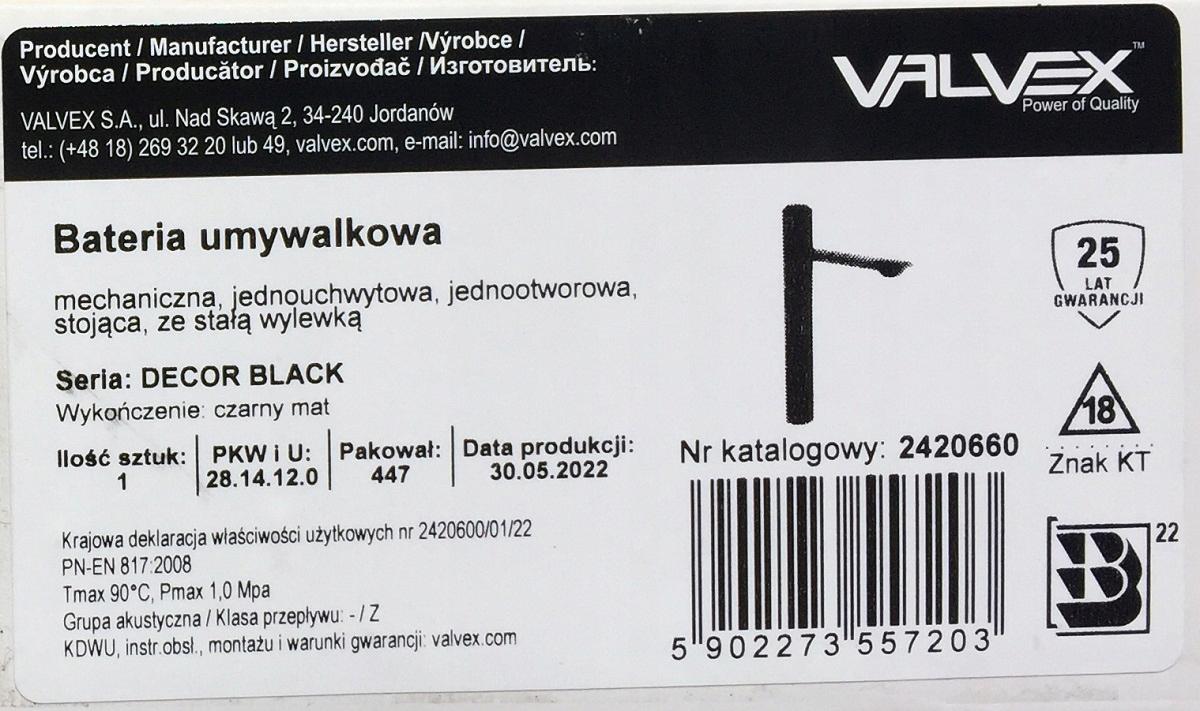 Producent / Manufacturer / Hersteller /Výrobce /
Výrobca / Producător / Proizvođač / Изготовитель:
VALVEX S.A., ul. Nad Skawą 2, 34-240 Jordanów
tel.: (+48 18) 269 32 20 lub 49, valvex.com, e-mail: info@valvex.com
VALVEX™
Power of Quality
Bateria umywalkowa
mechaniczna, jednouchwytowa, jednootworowa,
stojąca, ze stałą wylewką
Seria: DECOR BLACK
Wykończenie: czarny mat
Ilość sztuk:
1
PKW i U:
28.14.12.0
Pakował:
447
Data produkcji:
30.05.2022
Krajowa deklaracja właściwości użytkowych nr 2420600/01/22
PN-EN 817:2008
Tmax 90°C, Pmax 1,0 Mpa
Grupa akustyczna / Klasa przepływu: - / Z
KDWU, instr.obsł., montażu i warunki gwarancji: valvex.com
Nr katalogowy: 2420660
5 902273 557203
25
LAT
GWARANCJI
18
Znak KT
B 22